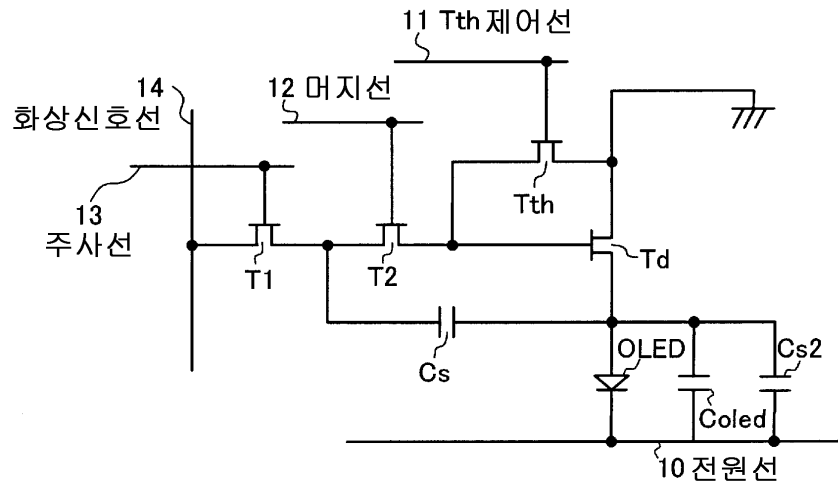 11 Tth 제어선
14
12 머지선
화상신호선
Tth
13
주사선
T1
T2
Td
Cs
OLED
Cs2
Coled
10 전원선